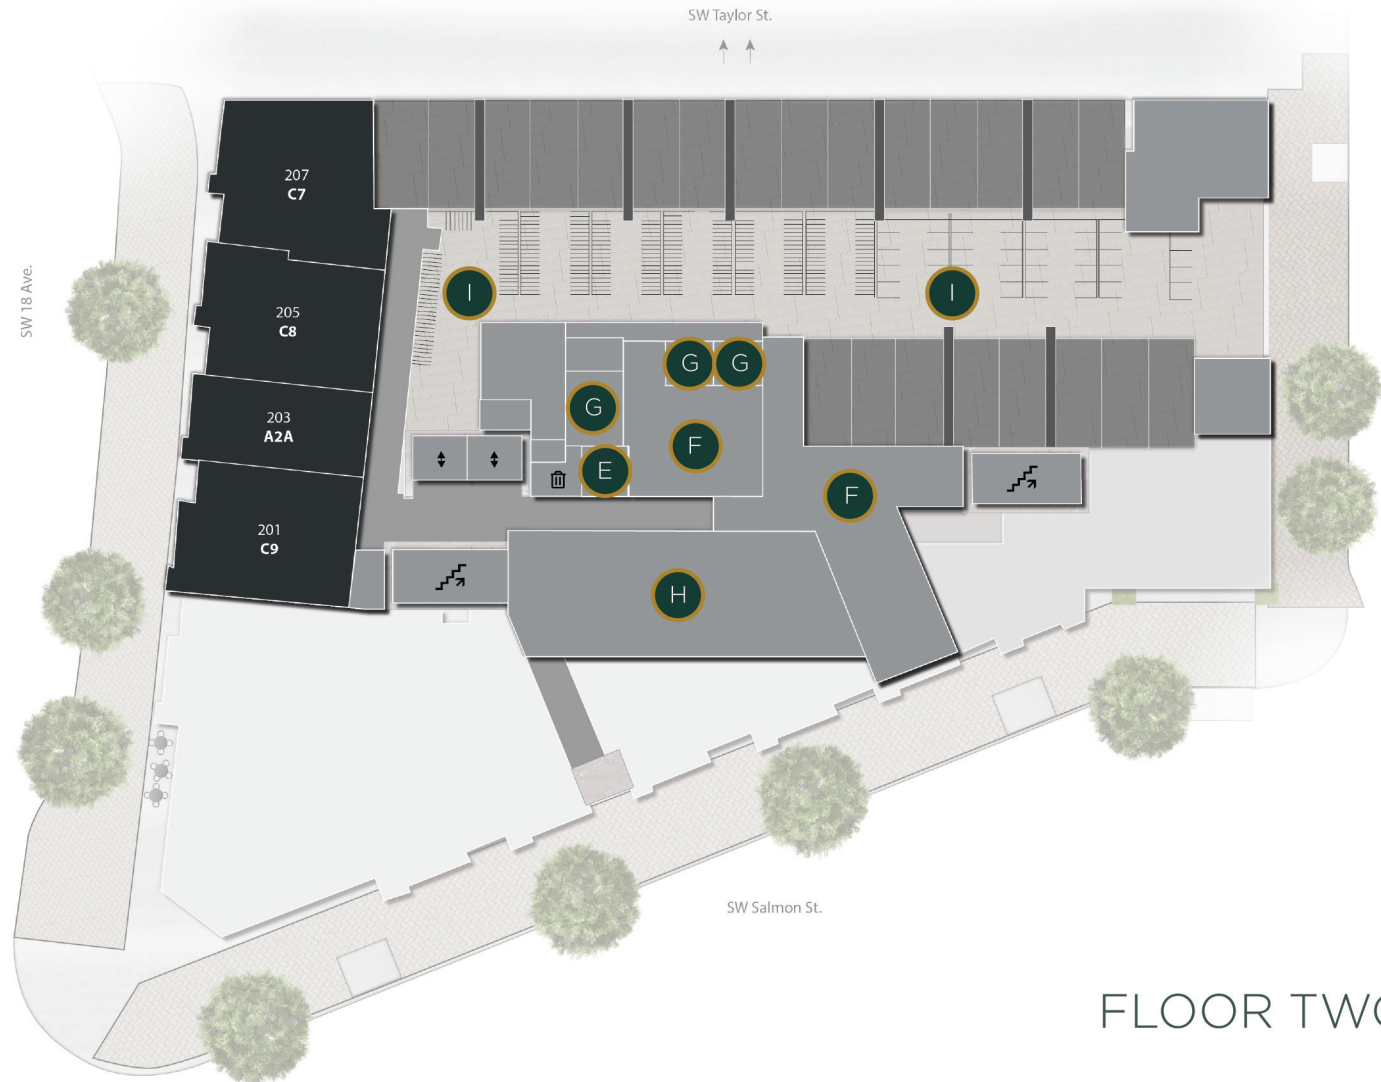 SW Taylor St.
207
C7
SW 18 Ave.
205
C8
I
I
G
G
203
A2A
G
F
E
F
201
C9
H
SW Salmon St.
FLOOR TWO